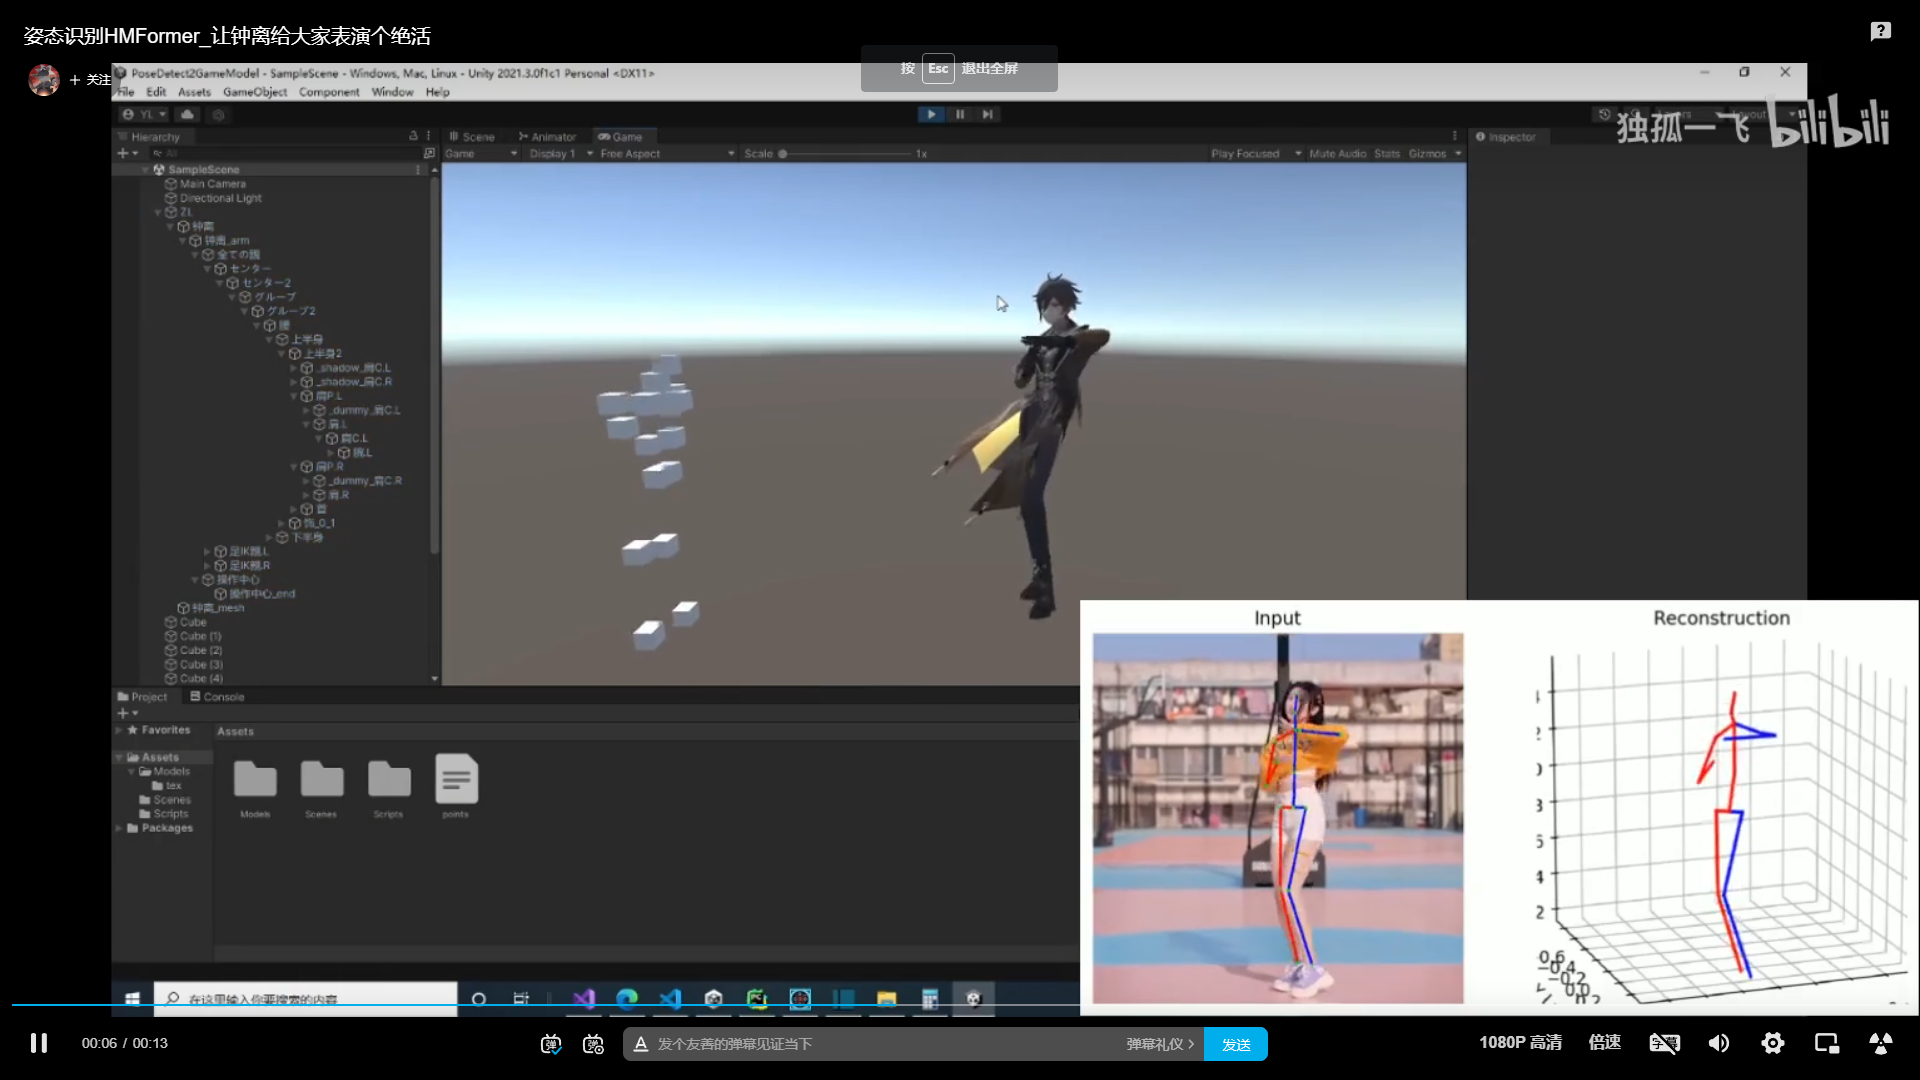 姿态识别HMFormer_让钟离给大家表演个绝活
+ 关注
PoseDetect2GameModel - SampleScene - Windows, Mac, Linux - Unity 2021.3.0f1c1 Personal <DX11>
按 Esc 退出全屏
File Edit Assets GameObject Component Window Help
YL
独孤一飞 bilibili
Hierarchy
Scene Animator Game
Inspector
All
Game Display 1 Free Aspect Scale 1x Play Focused Mute Audio Stats Gizmos
SampleScene
Main Camera
Directional Light
ZL
钟离
钟离_arm
全ての親
センター
センター2
グループ
グループ2
腰
上半身
上半身2
_shadow_肩C.L
_shadow_肩C.R
肩P.L
_dummy_肩C.L
肩.L
肩C.L
腕.L
肩P.R
_dummy_肩C.R
肩.R
首
饰_0_1
下半身
足IK親.L
足IK親.R
操作中心
操作中心_end
钟离_mesh
Cube
Cube (1)
Cube (2)
Cube (3)
Cube (4)
Input
Reconstruction
Project Console
Favorites
Assets
Assets
Models
tex
Scenes
Scripts
Packages
Models Scenes Scripts points
在这里输入你要搜索的内容
00:06 / 00:13
发个友善的弹幕见证当下
弹幕礼仪 >
发送
1080P 高清
倍速